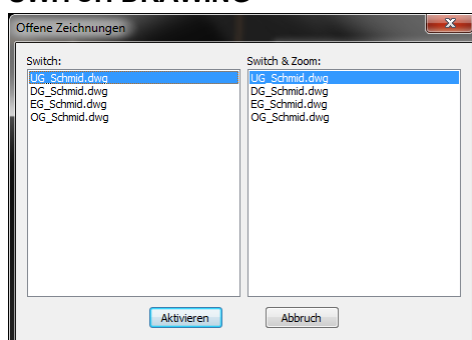 SWITCH DRAWING
Offene Zeichnungen
Switch:
UG_Schmid.dwg
DG_Schmid.dwg
EG_Schmid.dwg
OG_Schmid.dwg
Switch & Zoom:
UG_Schmid.dwg
DG_Schmid.dwg
EG_Schmid.dwg
OG_Schmid.dwg
Aktivieren
Abbruch